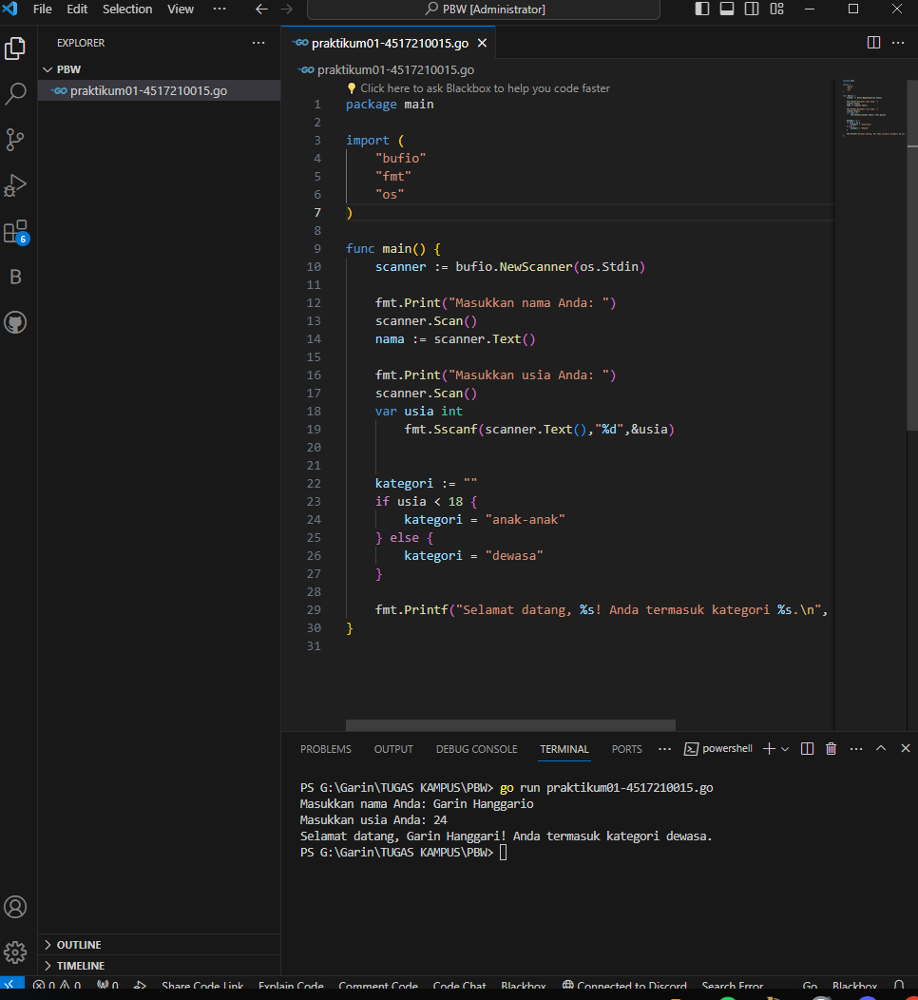 File Edit Selection View ··· PBW [Administrator]
EXPLORER ···
PBW
praktikum01-4517210015.go
praktikum01-4517210015.go
praktikum01-4517210015.go
Click here to ask Blackbox to help you code faster
1 package main
2
3 import (
4 "bufio"
5 "fmt"
6 "os"
7 )
8
9 func main() {
10 scanner := bufio.NewScanner(os.Stdin)
11
12 fmt.Print("Masukkan nama Anda: ")
13 scanner.Scan()
14 nama := scanner.Text()
15
16 fmt.Print("Masukkan usia Anda: ")
17 scanner.Scan()
18 var usia int
19 fmt.Sscanf(scanner.Text(),"%d",&usia)
20
21
22 kategori := ""
23 if usia < 18 {
24 kategori = "anak-anak"
25 } else {
26 kategori = "dewasa"
27 }
28
29 fmt.Printf("Selamat datang, %s! Anda termasuk kategori %s.\n",
30 }
31
PROBLEMS OUTPUT DEBUG CONSOLE TERMINAL PORTS ··· powershell
PS G:\Garin\TUGAS KAMPUS\PBW> go run praktikum01-4517210015.go
Masukkan nama Anda: Garin Hanggario
Masukkan usia Anda: 24
Selamat datang, Garin Hanggari! Anda termasuk kategori dewasa.
PS G:\Garin\TUGAS KAMPUS\PBW>
6
B
OUTLINE
TIMELINE
0 0 0 Share Code Link Explain Code Comment Code Code Chat Blackbox Connected to Discord Search Error Go Blackbox